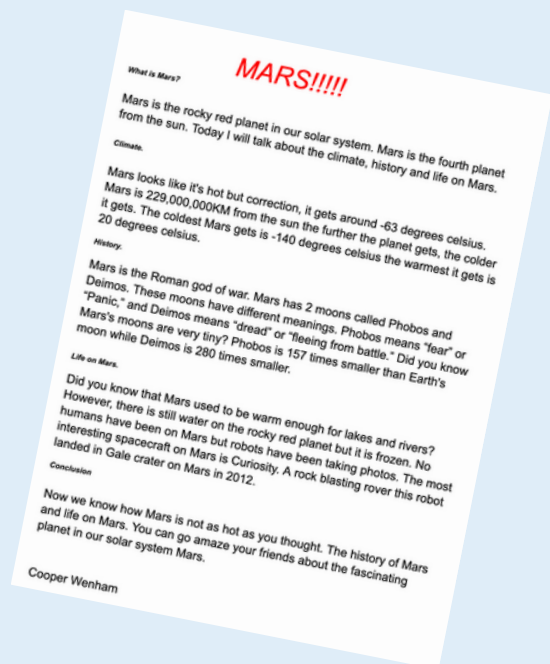 MARS!!!!!
What is Mars?
Mars is the rocky red planet in our solar system. Mars is the fourth planet
from the sun. Today I will talk about the climate, history and life on Mars.
Climate.
Mars looks like it's hot but correction, it gets around -63 degrees celsius.
Mars is 229,000,000KM from the sun the further the planet gets, the colder
it gets. The coldest Mars gets is -140 degrees celsius the warmest it gets is
20 degrees celsius.
History.
Mars is the Roman god of war. Mars has 2 moons called Phobos and
Deimos. These moons have different meanings. Phobos means “fear” or
“Panic,” and Deimos means “dread” or “fleeing from battle.” Did you know
Mars's moons are very tiny? Phobos is 157 times smaller than Earth's
moon while Deimos is 280 times smaller.
Life on Mars.
Did you know that Mars used to be warm enough for lakes and rivers?
However, there is still water on the rocky red planet but it is frozen. No
humans have been on Mars but robots have been taking photos. The most
interesting spacecraft on Mars is Curiosity. A rock blasting rover this robot
landed in Gale crater on Mars in 2012.
Conclusion
Now we know how Mars is not as hot as you thought. The history of Mars
and life on Mars. You can go amaze your friends about the fascinating
planet in our solar system Mars.
Cooper Wenham